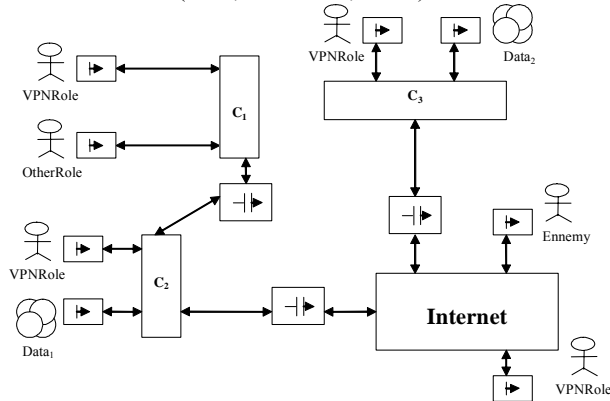 VPNRole
VPNRole
Data2
C1
C3
OtherRole
VPNRole
C2
Ennemy
Internet
Data1
VPNRole